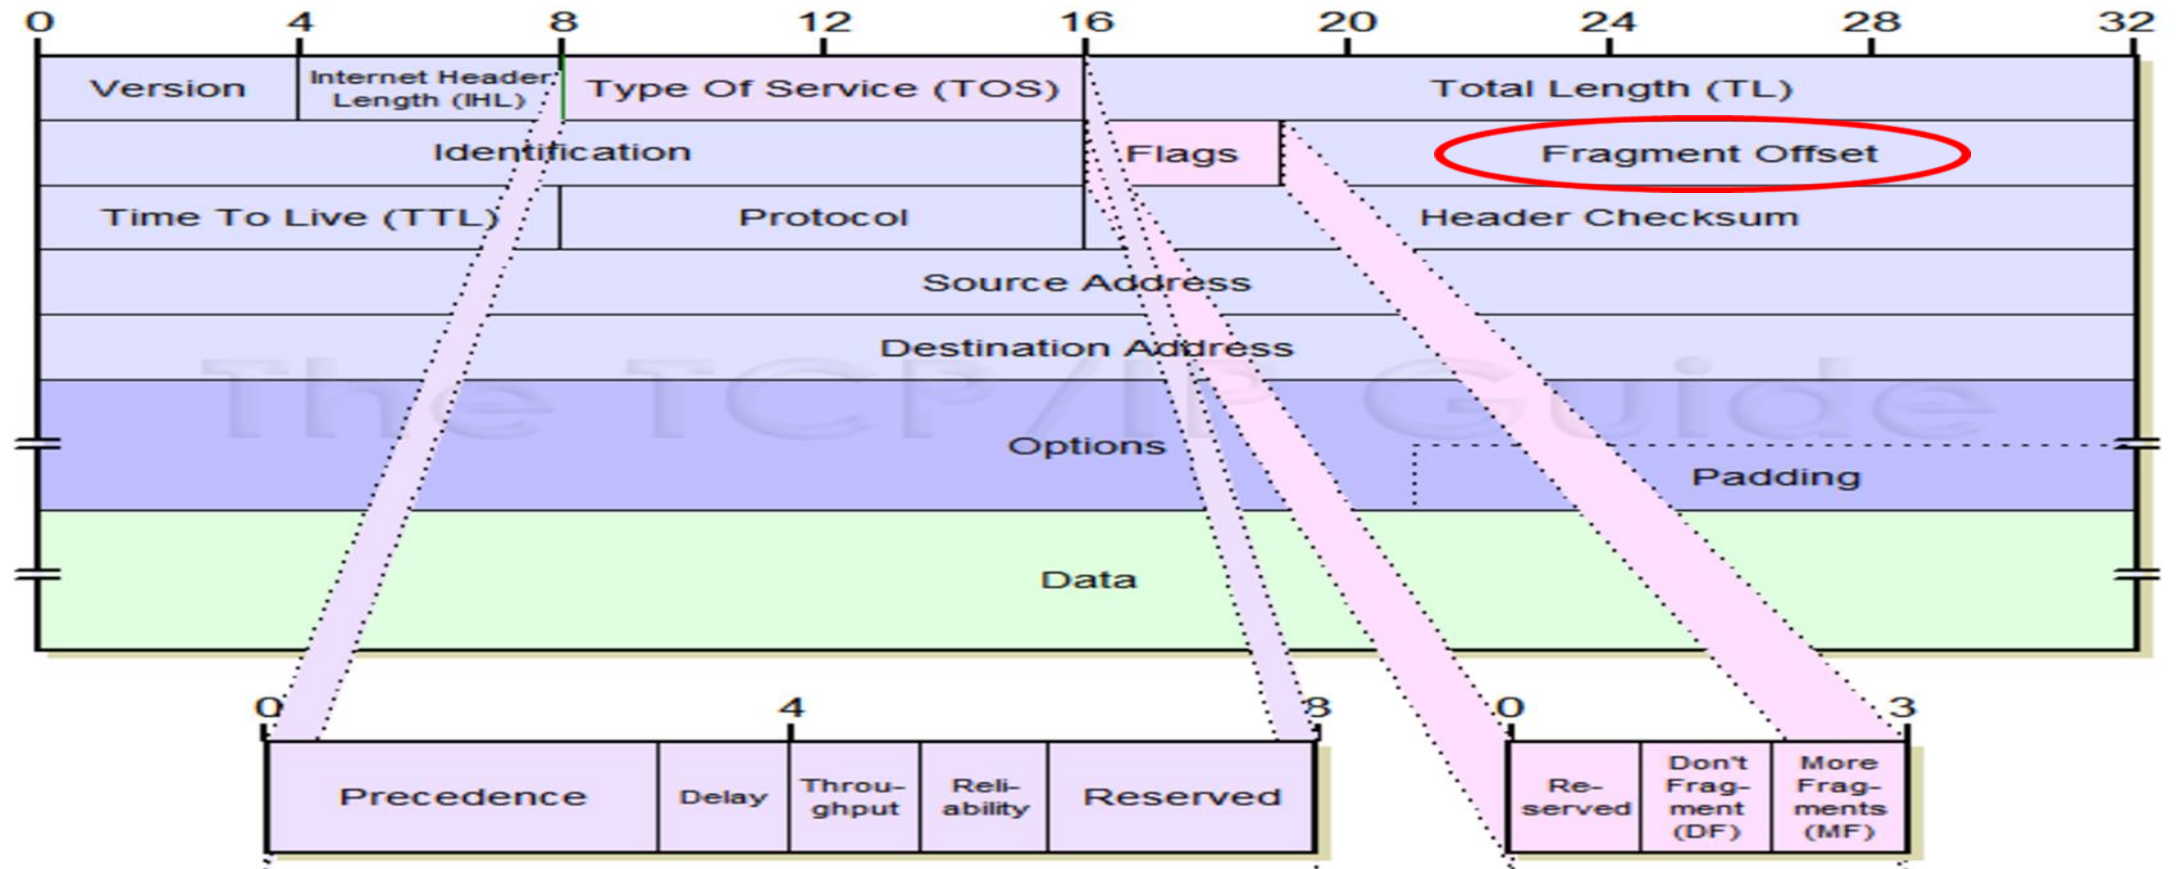 0 4 8 12 16 20 24 28 32
Version
Internet Header
Length (IHL)
Type Of Service (TOS)
Total Length (TL)
Identification
Flags
Fragment Offset
Time To Live (TTL)
Protocol
Header Checksum
Source Address
Destination Address
The TCP/IP Guide
Options
Padding
Data
0 4 8
0 3
Precedence
Delay
Throu-
ghput
Reli-
ability
Reserved
Re-
served
Don't
Frag-
ment
(DF)
More
Frag-
ments
(MF)